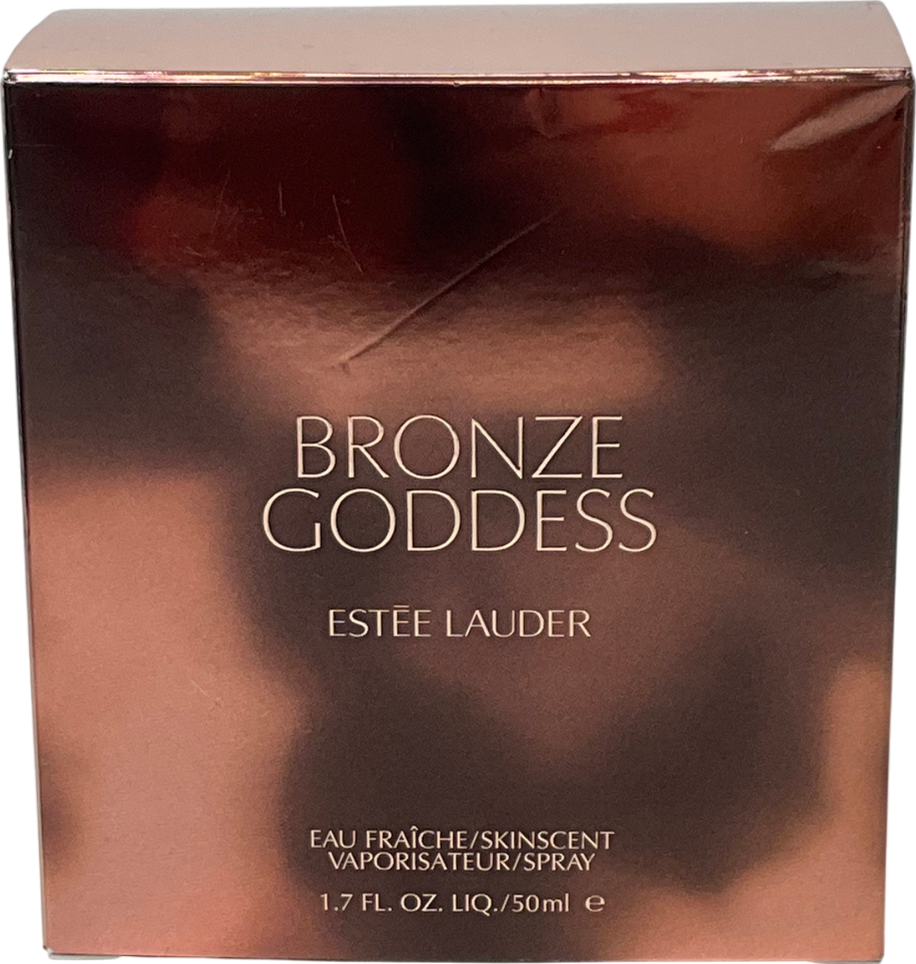 BRONZE
GODDESS
ESTĒE LAUDER
EAU FRAÎCHE/SKINSCENT
VAPORISATEUR/SPRAY
1.7 FL. OZ. LIQ./50ml ℮